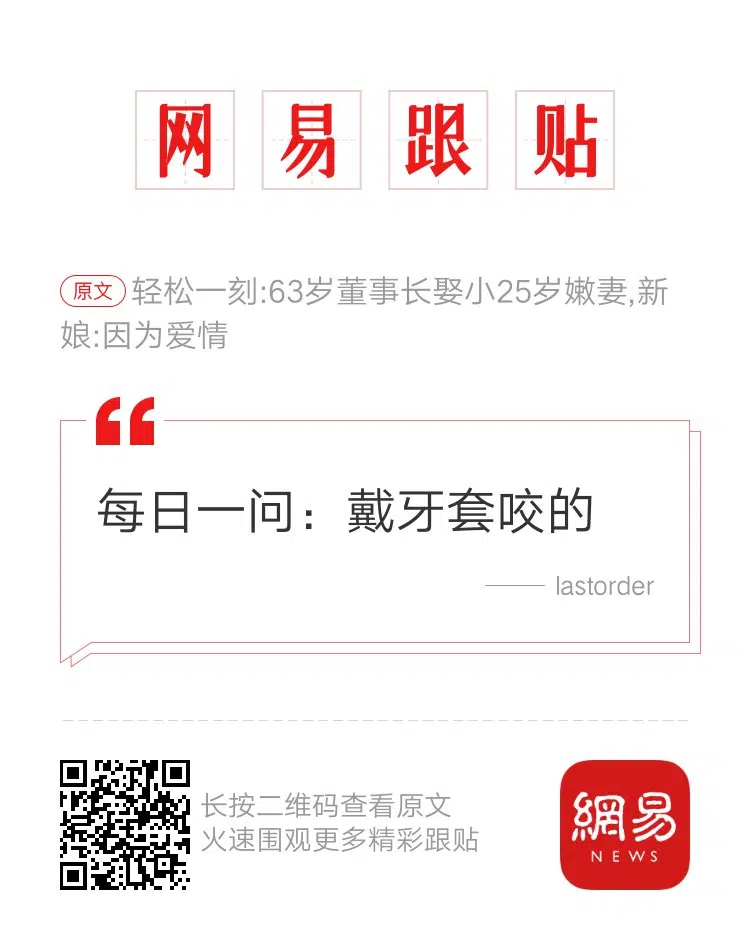 网易跟贴
原文 轻松一刻:63岁董事长娶小25岁嫩妻,新
娘:因为爱情
每日一问：戴牙套咬的
—— lastorder
长按二维码查看原文
火速围观更多精彩跟贴
網易
NEWS